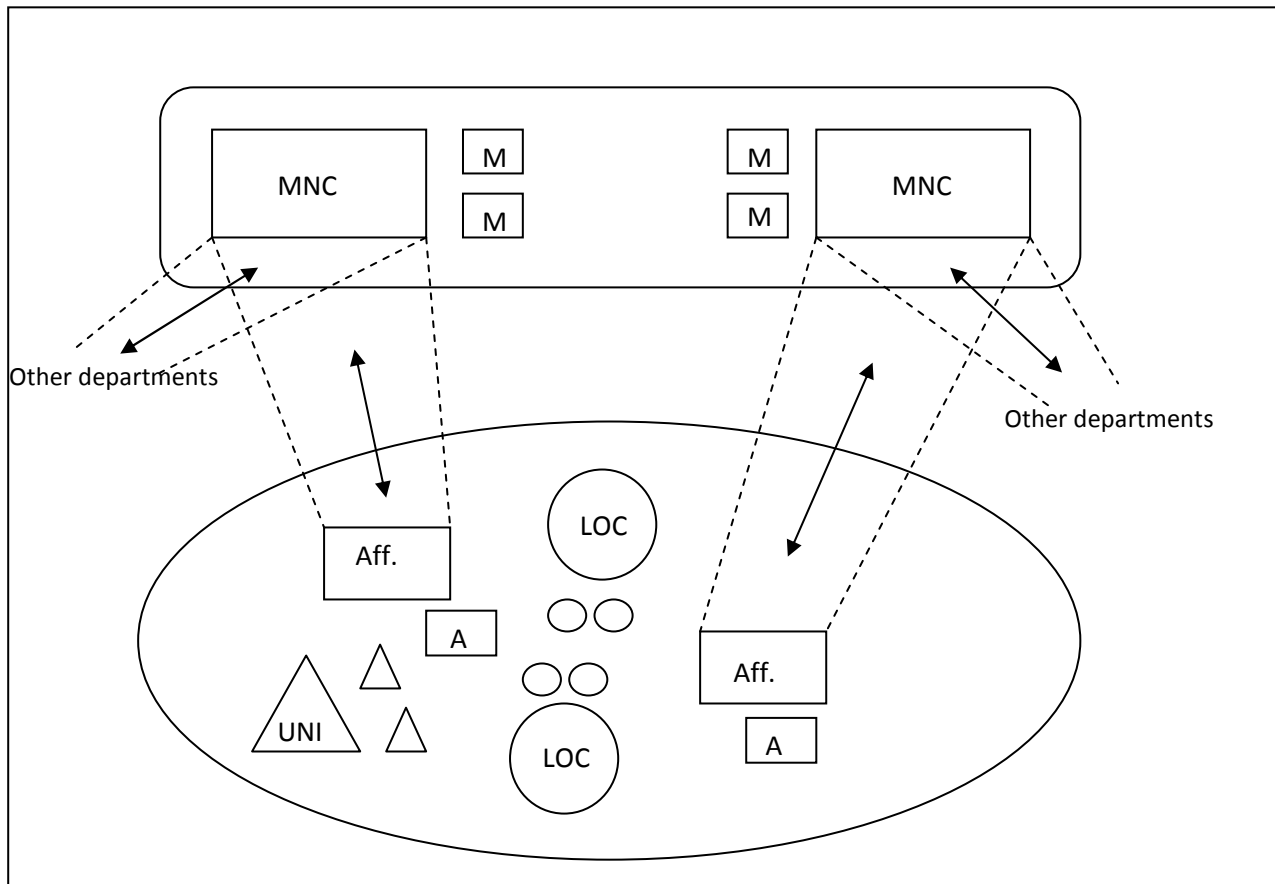 M
M
MNC
MNC
M
M
Other departments
Other departments
LOC
Aff.
A
Aff.
UNI
LOC
A